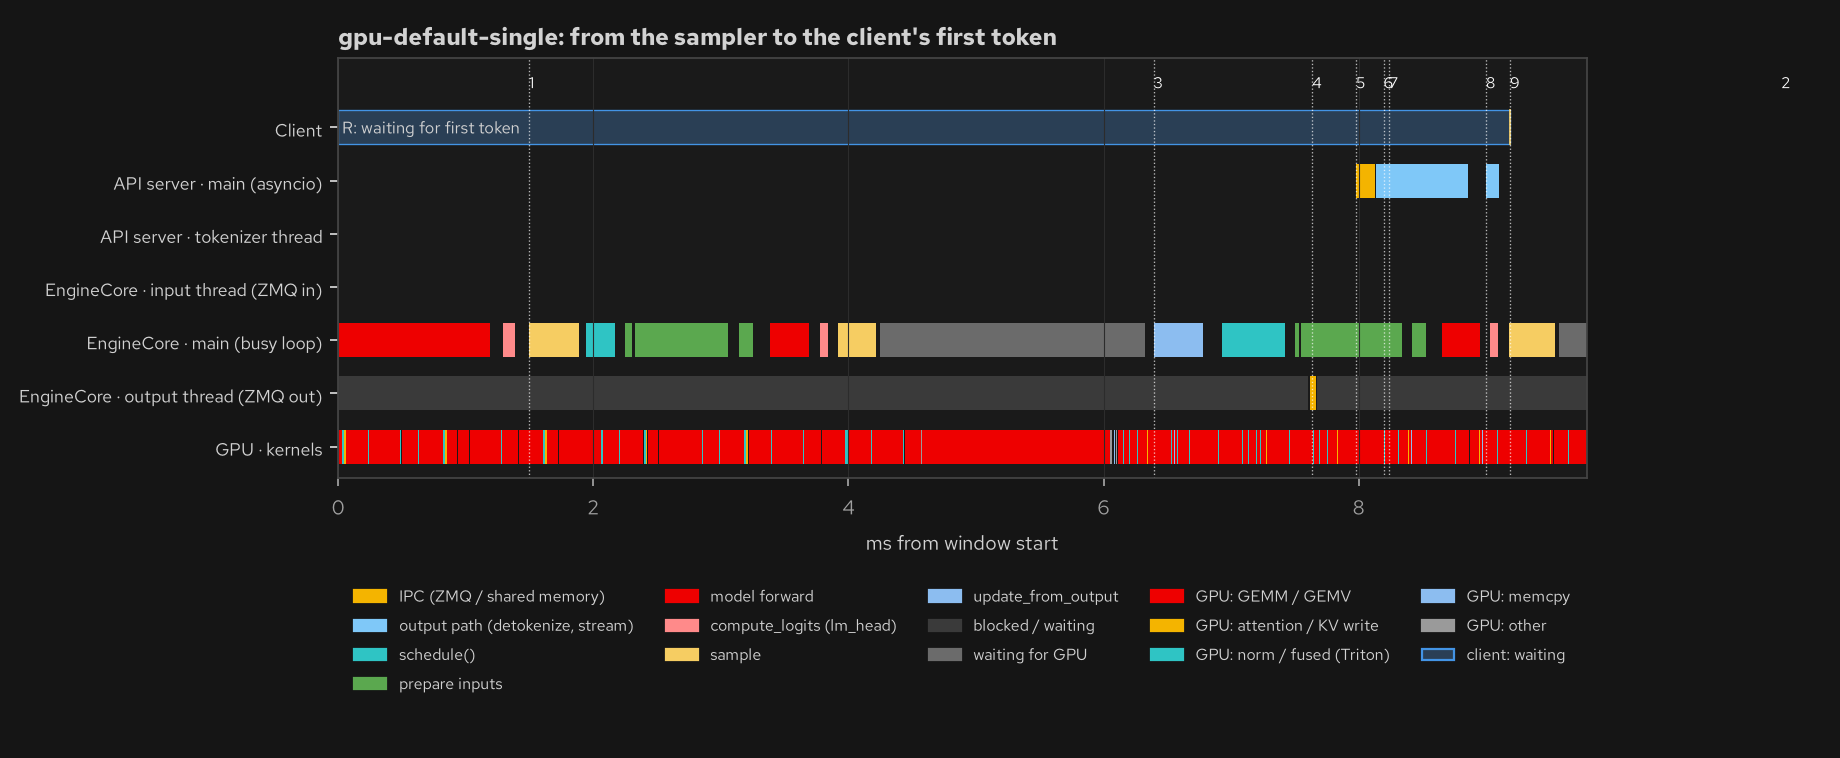 gpu-default-single: from the sampler to the client's first token
1 3 4 5 6 7 8 9 2
Client
R: waiting for first token
API server · main (asyncio)
API server · tokenizer thread
EngineCore · input thread (ZMQ in)
EngineCore · main (busy loop)
EngineCore · output thread (ZMQ out)
GPU · kernels
0 2 4 6 8
ms from window start
IPC (ZMQ / shared memory) model forward update_from_output GPU: GEMM / GEMV GPU: memcpy
output path (detokenize, stream) compute_logits (lm_head) blocked / waiting GPU: attention / KV write GPU: other
schedule() sample waiting for GPU GPU: norm / fused (Triton) client: waiting
prepare inputs